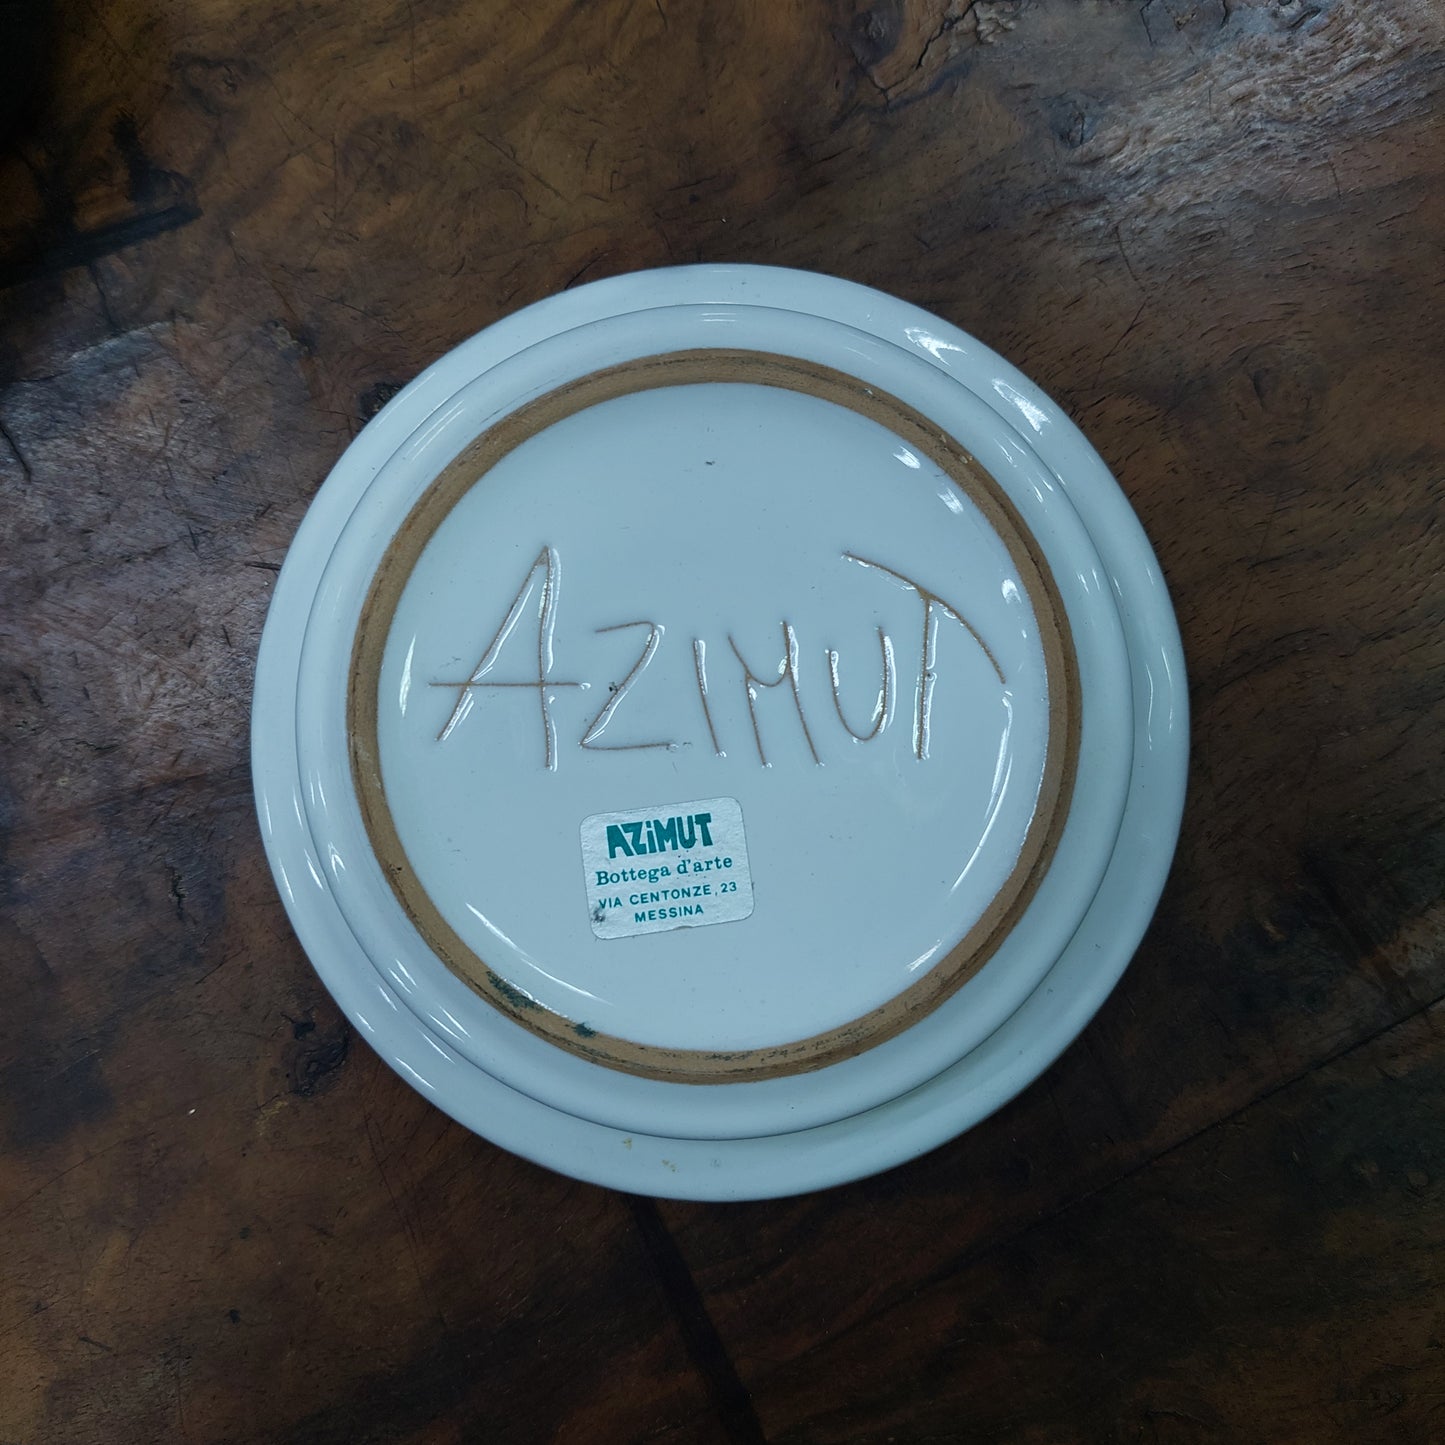 AZIMUT
AZiMUT
Bottega d'arte
VIA CENTONZE, 23
MESSINA